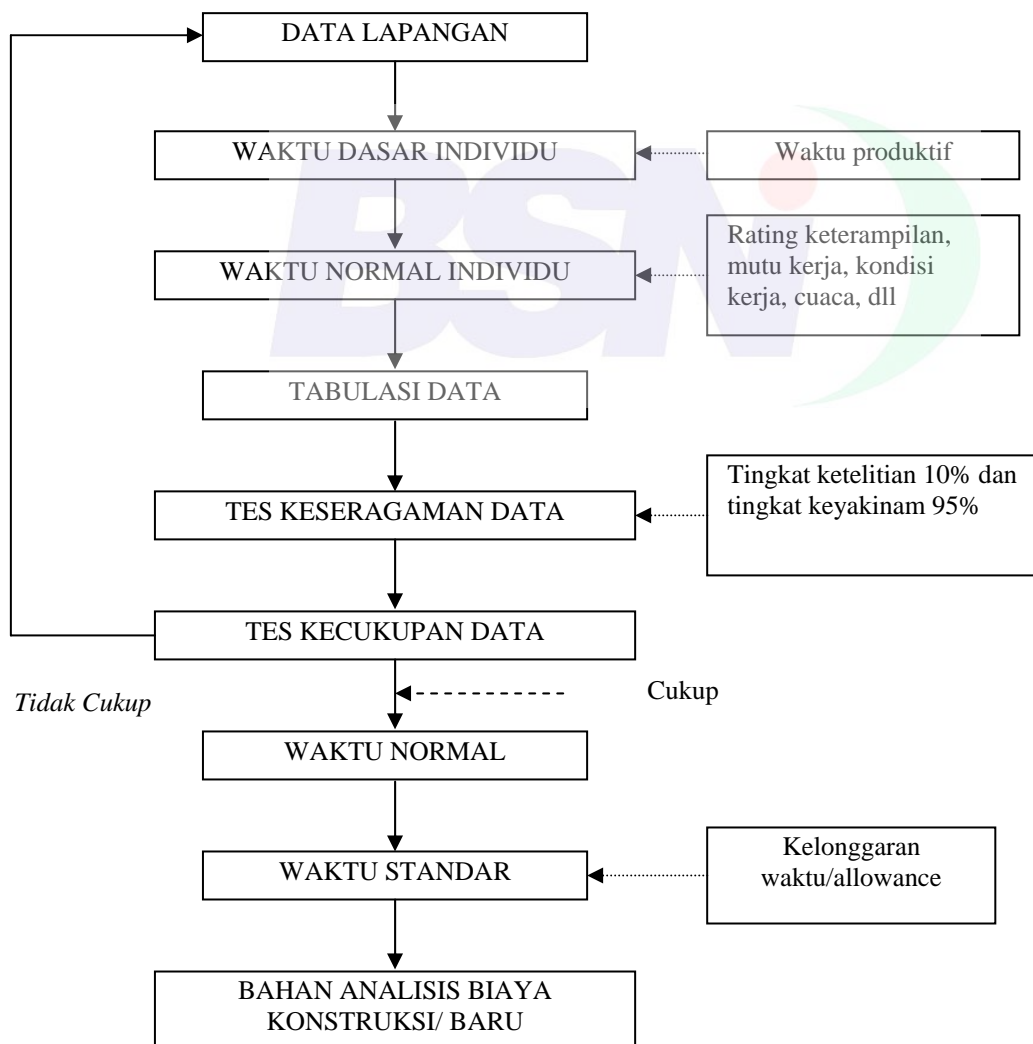 DATA LAPANGAN
WAKTU DASAR INDIVIDU
Waktu produktif
WAKTU NORMAL INDIVIDU
Rating keterampilan,
mutu kerja, kondisi
kerja, cuaca, dll
BSN
TABULASI DATA
TES KESERAGAMAN DATA
Tingkat ketelitian 10% dan
tingkat keyakinam 95%
TES KECUKUPAN DATA
Tidak Cukup
Cukup
WAKTU NORMAL
WAKTU STANDAR
Kelonggaran
waktu/allowance
BAHAN ANALISIS BIAYA
KONSTRUKSI/ BARU